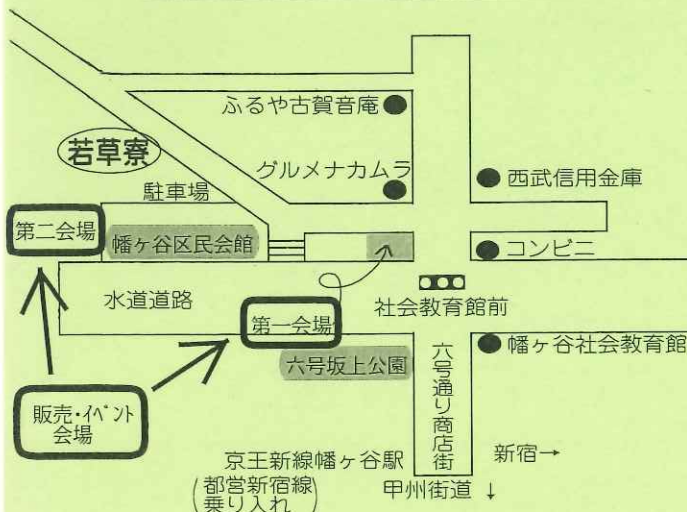 ふるや古賀音庵
若草寮
グルメナカムラ
西武信用金庫
駐車場
第二会場
幡ヶ谷区民会館
コンビニ
水道道路
社会教育館前
第一会場
幡ヶ谷社会教育館
六号坂上公園
六号通り商店街
販売・イベント
会場
京王新線幡ヶ谷駅
新宿→
都営新宿線
乗り入れ
甲州街道 ↓